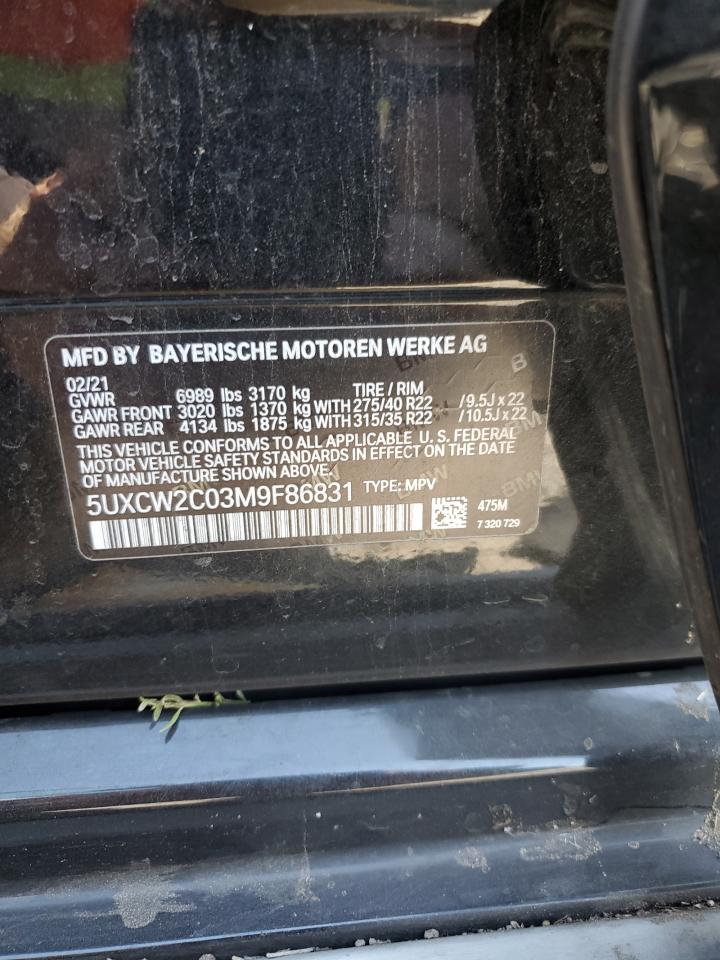 MFD BY BAYERISCHE MOTOREN WERKE AG
02/21 TIRE / RIM
GVWR 6989 lbs 3170 kg
GAWR FRONT 3020 lbs 1370 kg WITH 275/40 R22 / 9.5J x 22
GAWR REAR 4134 lbs 1875 kg WITH 315/35 R22 / 10.5J x 22
THIS VEHICLE CONFORMS TO ALL APPLICABLE U. S. FEDERAL
MOTOR VEHICLE SAFETY STANDARDS IN EFFECT ON THE DATE
OF MANUFACTURE SHOWN ABOVE.
5UXCW2C03M9F86831 TYPE: MPV
475M
7 320 729